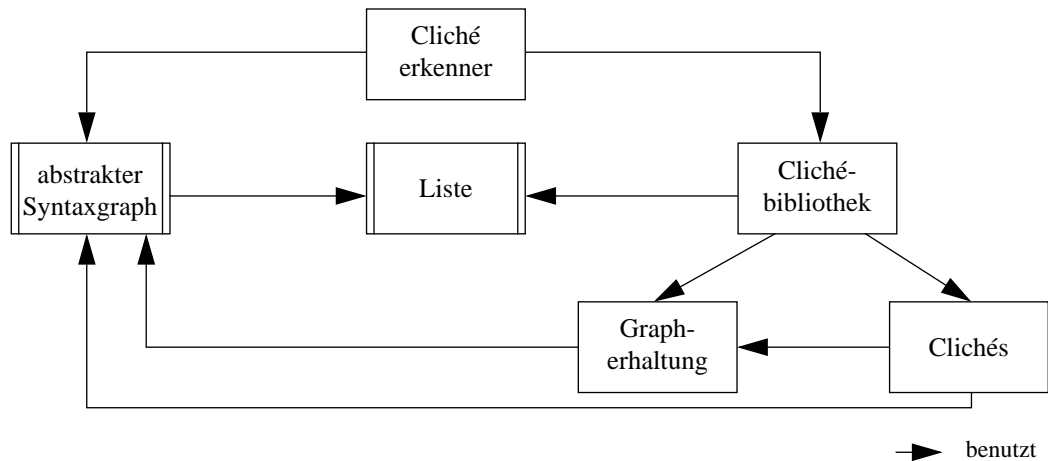 Cliché
erkenner
abstrakter
Syntaxgraph
Liste
Cliché-
bibliothek
Graph-
erhaltung
Clichés
benutzt